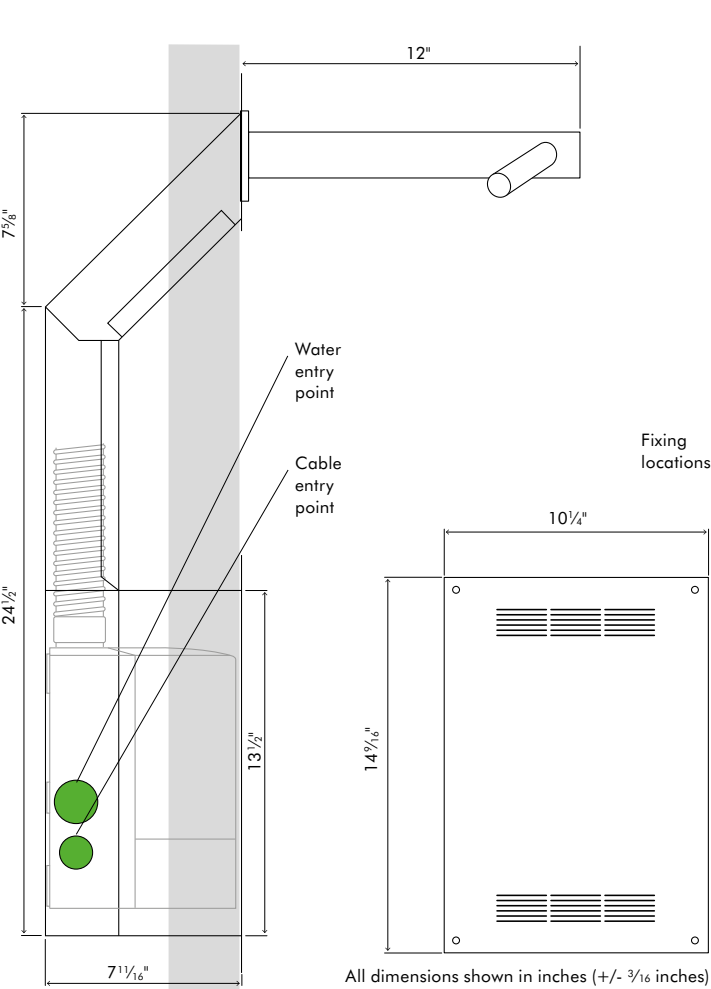 12"
7⅝"
Water
entry
point
Cable
entry
point
Fixing
locations
10¼"
24½"
13½"
14⁹⁄₁₆"
7¹¹⁄₁₆"
All dimensions shown in inches (+/- ³⁄₁₆ inches)